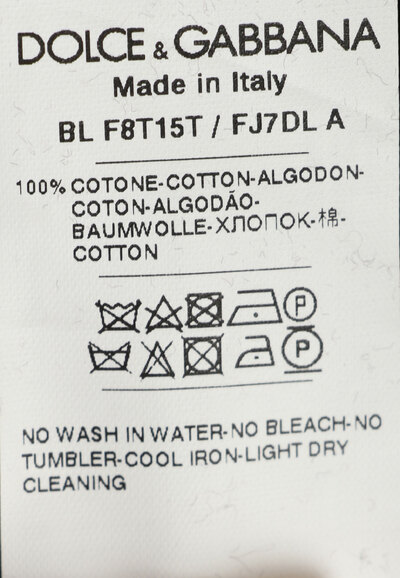 DOLCE & GABBANA
Made in Italy
BL F8T15T / FJ7DL A
100% COTONE-COTTON-ALGODON-
COTON-ALGODÃO-
BAUMWOLLE-ХЛОПОК-棉-
COTTON
P
P
NO WASH IN WATER-NO BLEACH-NO
TUMBLER-COOL IRON-LIGHT DRY
CLEANING